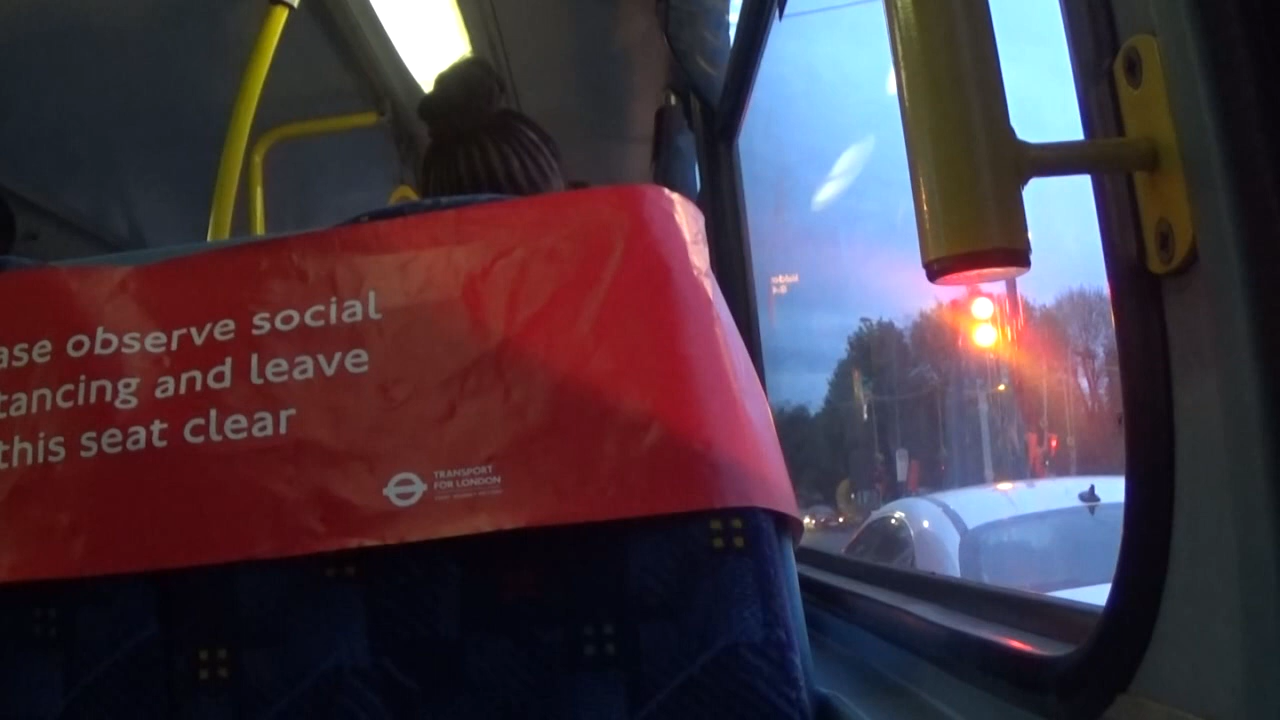 ase observe social
tancing and leave
this seat clear
TRANSPORT
FOR LONDON